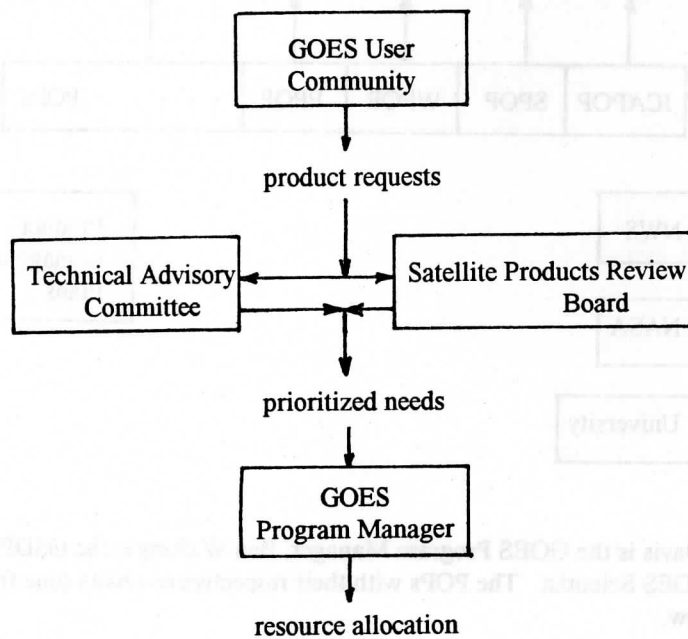 GOES User
Community
product requests
Technical Advisory
Committee
Satellite Products Review
Board
prioritized needs
GOES
Program Manager
resource allocation